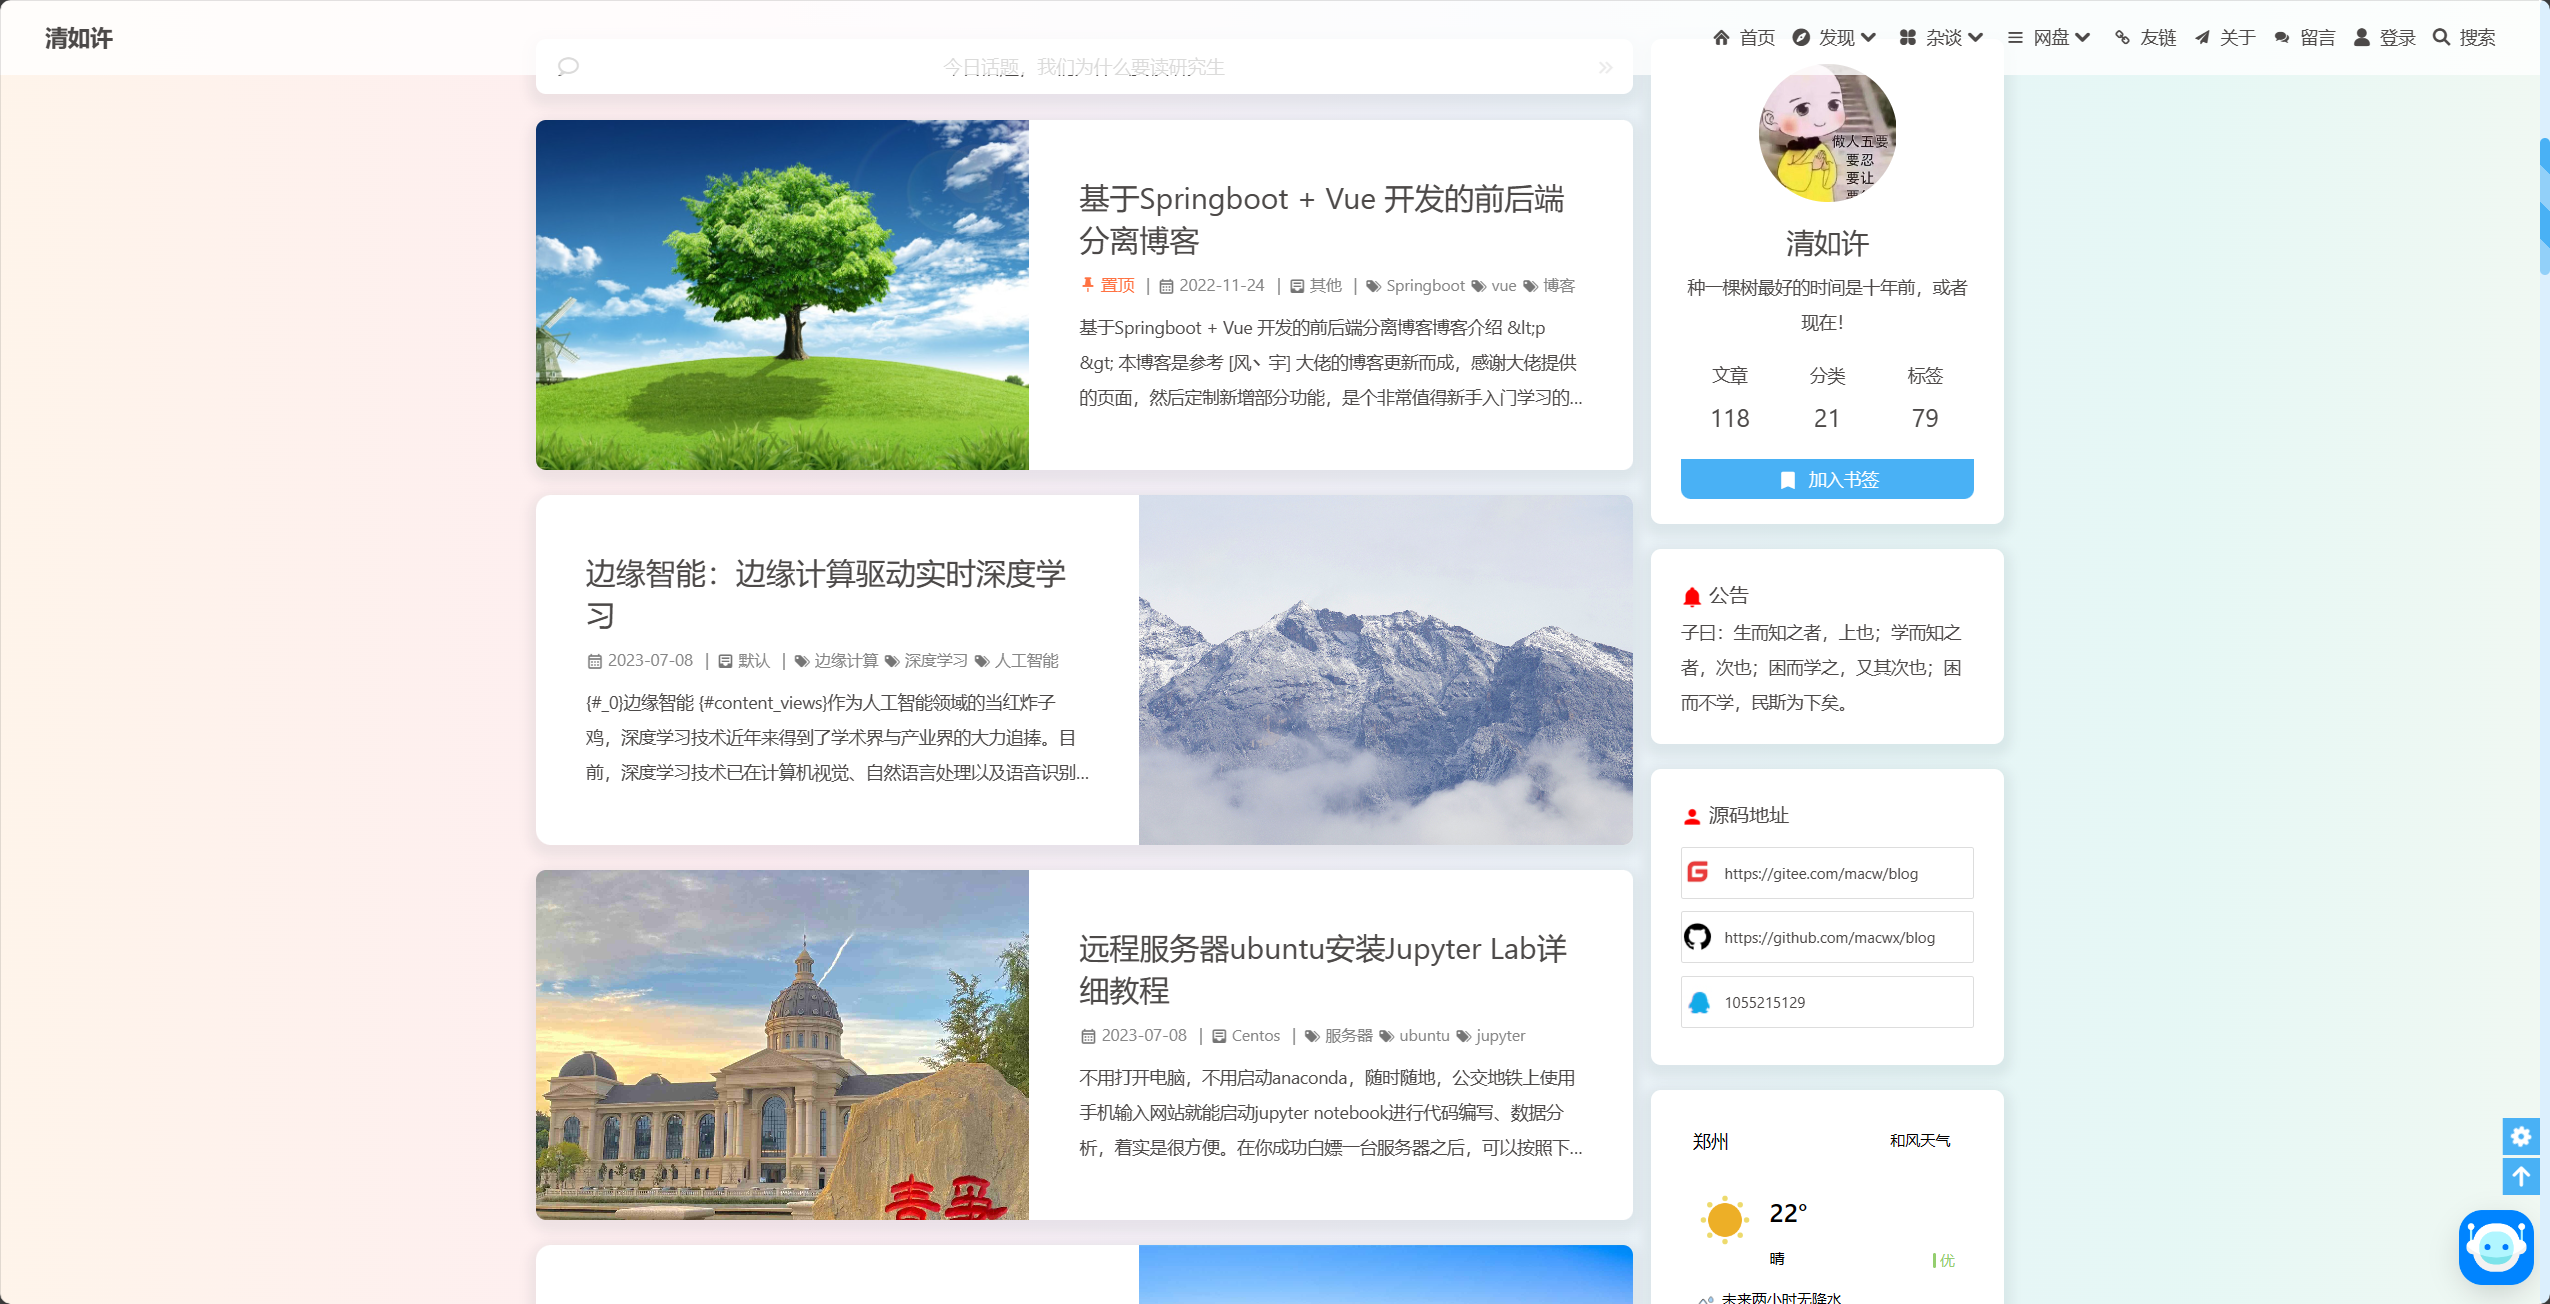 清如许
首页 发现 杂谈 网盘 友链 关于 留言 登录 搜索
今日话题，我们为什么要读研究生
基于Springboot + Vue 开发的前后端
分离博客
置顶 | 2022-11-24 | 其他 | Springboot vue 博客
基于Springboot + Vue 开发的前后端分离博客博客介绍 &lt;p
&gt; 本博客是参考 [风丶宇] 大佬的博客更新而成，感谢大佬提供
的页面，然后定制新增部分功能，是个非常值得新手入门学习的...
边缘智能：边缘计算驱动实时深度学
习
2023-07-08 | 默认 | 边缘计算 深度学习 人工智能
{#_0}边缘智能 {#content_views}作为人工智能领域的当红炸子
鸡，深度学习技术近年来得到了学术界与产业界的大力追捧。目
前，深度学习技术已在计算机视觉、自然语言处理以及语音识别...
远程服务器ubuntu安装Jupyter Lab详
细教程
2023-07-08 | Centos | 服务器 ubuntu jupyter
不用打开电脑，不用启动anaconda，随时随地，公交地铁上使用
手机输入网站就能启动jupyter notebook进行代码编写、数据分
析，着实是很方便。在你成功白嫖一台服务器之后，可以按照下...
做人五要
要忍
要让
清如许
种一棵树最好的时间是十年前，或者
现在！
文章 分类 标签
118 21 79
加入书签
公告
子曰：生而知之者，上也；学而知之
者，次也；困而学之，又其次也；困
而不学，民斯为下矣。
源码地址
https://gitee.com/macw/blog
https://github.com/macwx/blog
1055215129
郑州 和风天气
22°
晴 优
未来两小时无降水